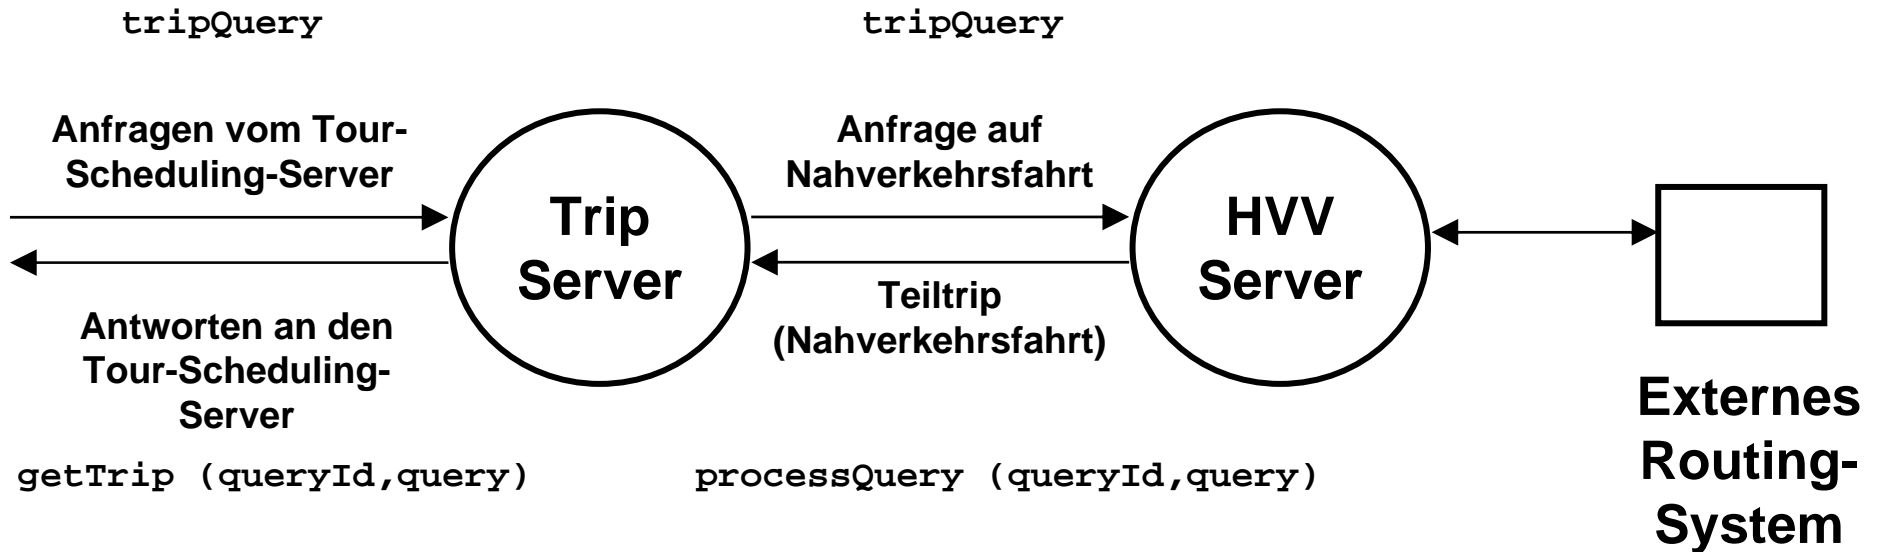 tripQuery
tripQuery
Anfragen vom Tour-
Scheduling-Server
Anfrage auf
Nahverkehrsfahrt
Trip
Server
HVV
Server
Antworten an den
Tour-Scheduling-
Server
Teiltrip
(Nahverkehrsfahrt)
Externes
Routing-
System
getTrip (queryId,query)
processQuery (queryId,query)